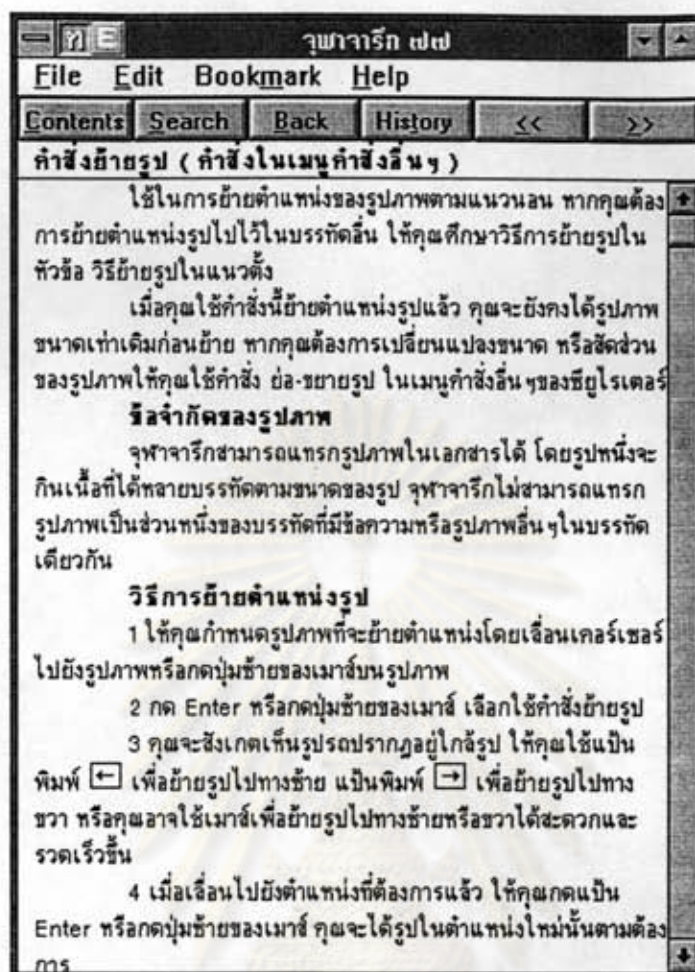 ท E จุฬาจารึก ๗๗
File Edit Bookmark Help
Contents Search Back History << >>
คำสั่งย้ายรูป ( คำสั่งในเมนูคำสั่งอื่นๆ )
ใช้ในการย้ายตำแหน่งของรูปภาพตามแนวนอน หากคุณต้อง
การย้ายตำแหน่งรูปไปไว้ในบรรทัดอื่น ให้คุณศึกษาวิธีการย้ายรูปใน
หัวข้อ วิธีย้ายรูปในแนวตั้ง
เมื่อคุณใช้คำสั่งนี้ย้ายตำแหน่งรูปแล้ว คุณจะยังคงได้รูปภาพ
ขนาดเท่าเดิมก่อนย้าย หากคุณต้องการเปลี่ยนแปลงขนาด หรือสัดส่วน
ของรูปภาพให้คุณใช้คำสั่ง ย่อ-ขยายรูป ในเมนูคำสั่งอื่นๆของซียูไรเตอร์
ข้อจำกัดของรูปภาพ
จุฬาจารึกสามารถแทรกรูปภาพในเอกสารได้ โดยรูปหนึ่งจะ
กินเนื้อที่ได้หลายบรรทัดตามขนาดของรูป จุฬาจารึกไม่สามารถแทรก
รูปภาพเป็นส่วนหนึ่งของบรรทัดที่มีข้อความหรือรูปภาพอื่นๆในบรรทัด
เดียวกัน
วิธีการย้ายตำแหน่งรูป
1 ให้คุณกำหนดรูปภาพที่จะย้ายตำแหน่งโดยเลื่อนเคอร์เซอร์
ไปยังรูปภาพหรือกดปุ่มซ้ายของเมาส์บนรูปภาพ
2 กด Enter หรือกดปุ่มซ้ายของเมาส์ เลือกใช้คำสั่งย้ายรูป
3 คุณจะสังเกตเห็นรูปรถปรากฎอยู่ใกล้รูป ให้คุณใช้แป้น
พิมพ์ ← เพื่อย้ายรูปไปทางซ้าย แป้นพิมพ์ → เพื่อย้ายรูปไปทาง
ขวา หรือคุณอาจใช้เมาส์เพื่อย้ายรูปไปทางซ้ายหรือขวาได้สะดวกและ
รวดเร็วขึ้น
4 เมื่อเลื่อนไปยังตำแหน่งที่ต้องการแล้ว ให้คุณกดแป้น
Enter หรือกดปุ่มซ้ายของเมาส์ คุณจะได้รูปในตำแหน่งใหม่นั้นตามต้อง
การ